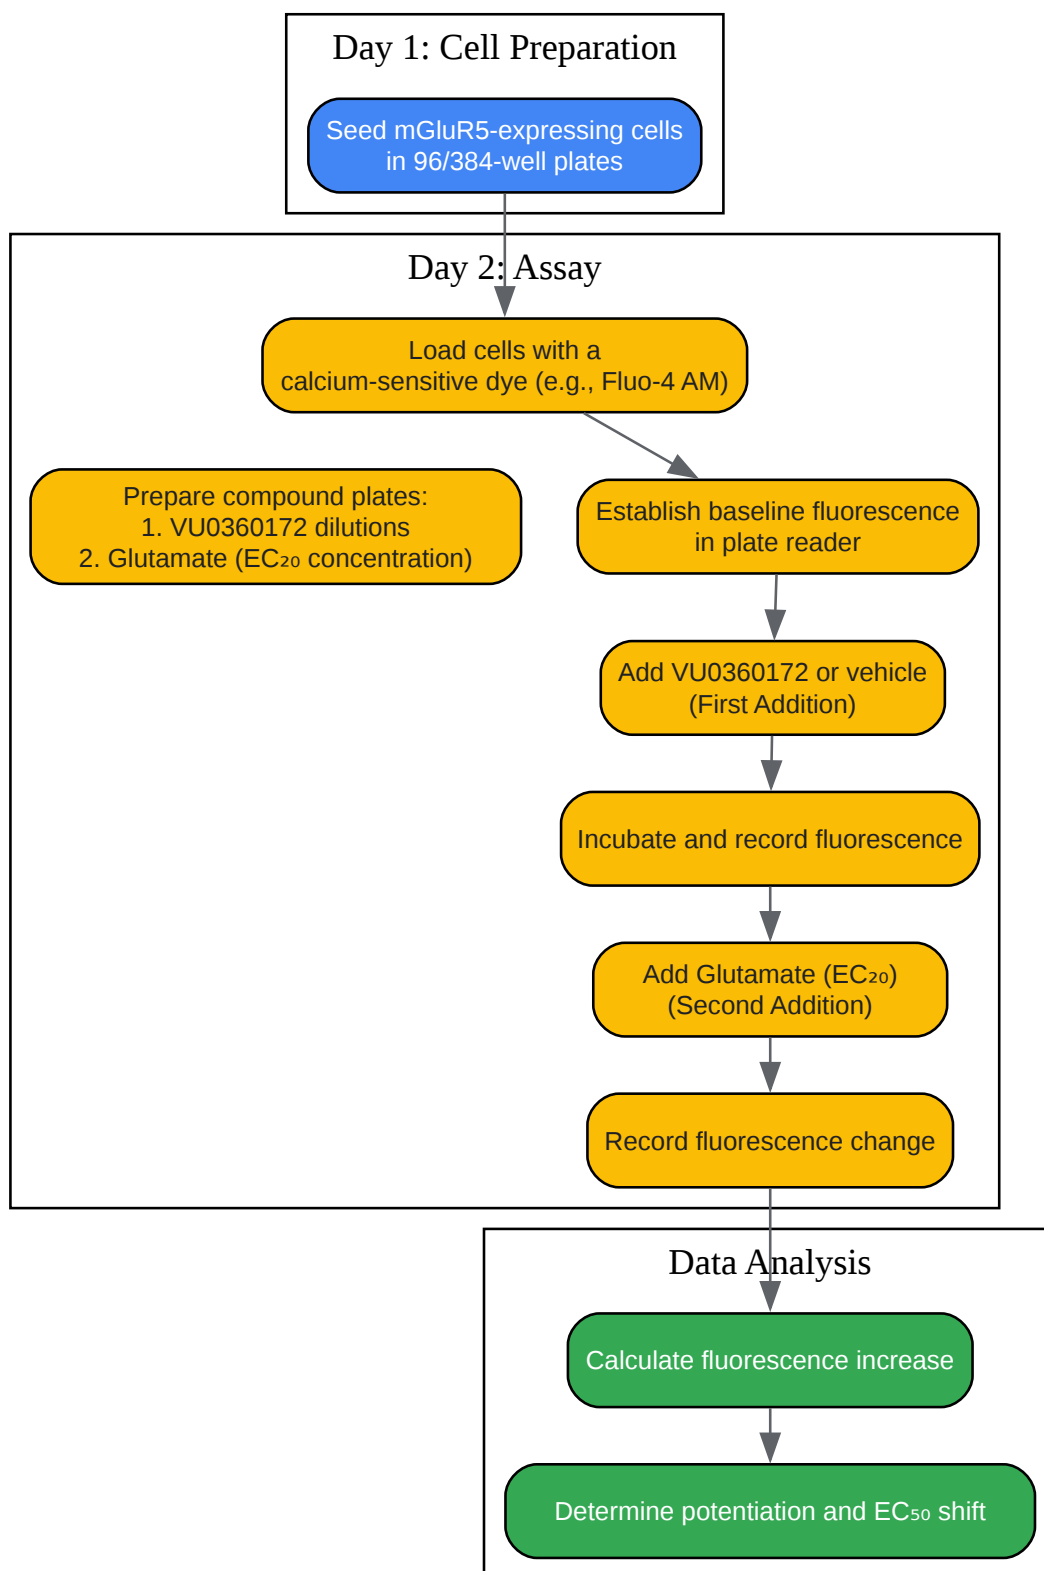 Day 1: Cell Preparation
Seed mGluR5-expressing cells
in 96/384-well plates
Day 2: Assay
Load cells with a
calcium-sensitive dye (e.g., Fluo-4 AM)
Prepare compound plates:
1. VU0360172 dilutions
2. Glutamate (EC₂₀ concentration)
Establish baseline fluorescence
in plate reader
Add VU0360172 or vehicle
(First Addition)
Incubate and record fluorescence
Add Glutamate (EC₂₀)
(Second Addition)
Record fluorescence change
Data Analysis
Calculate fluorescence increase
Determine potentiation and EC₅₀ shift